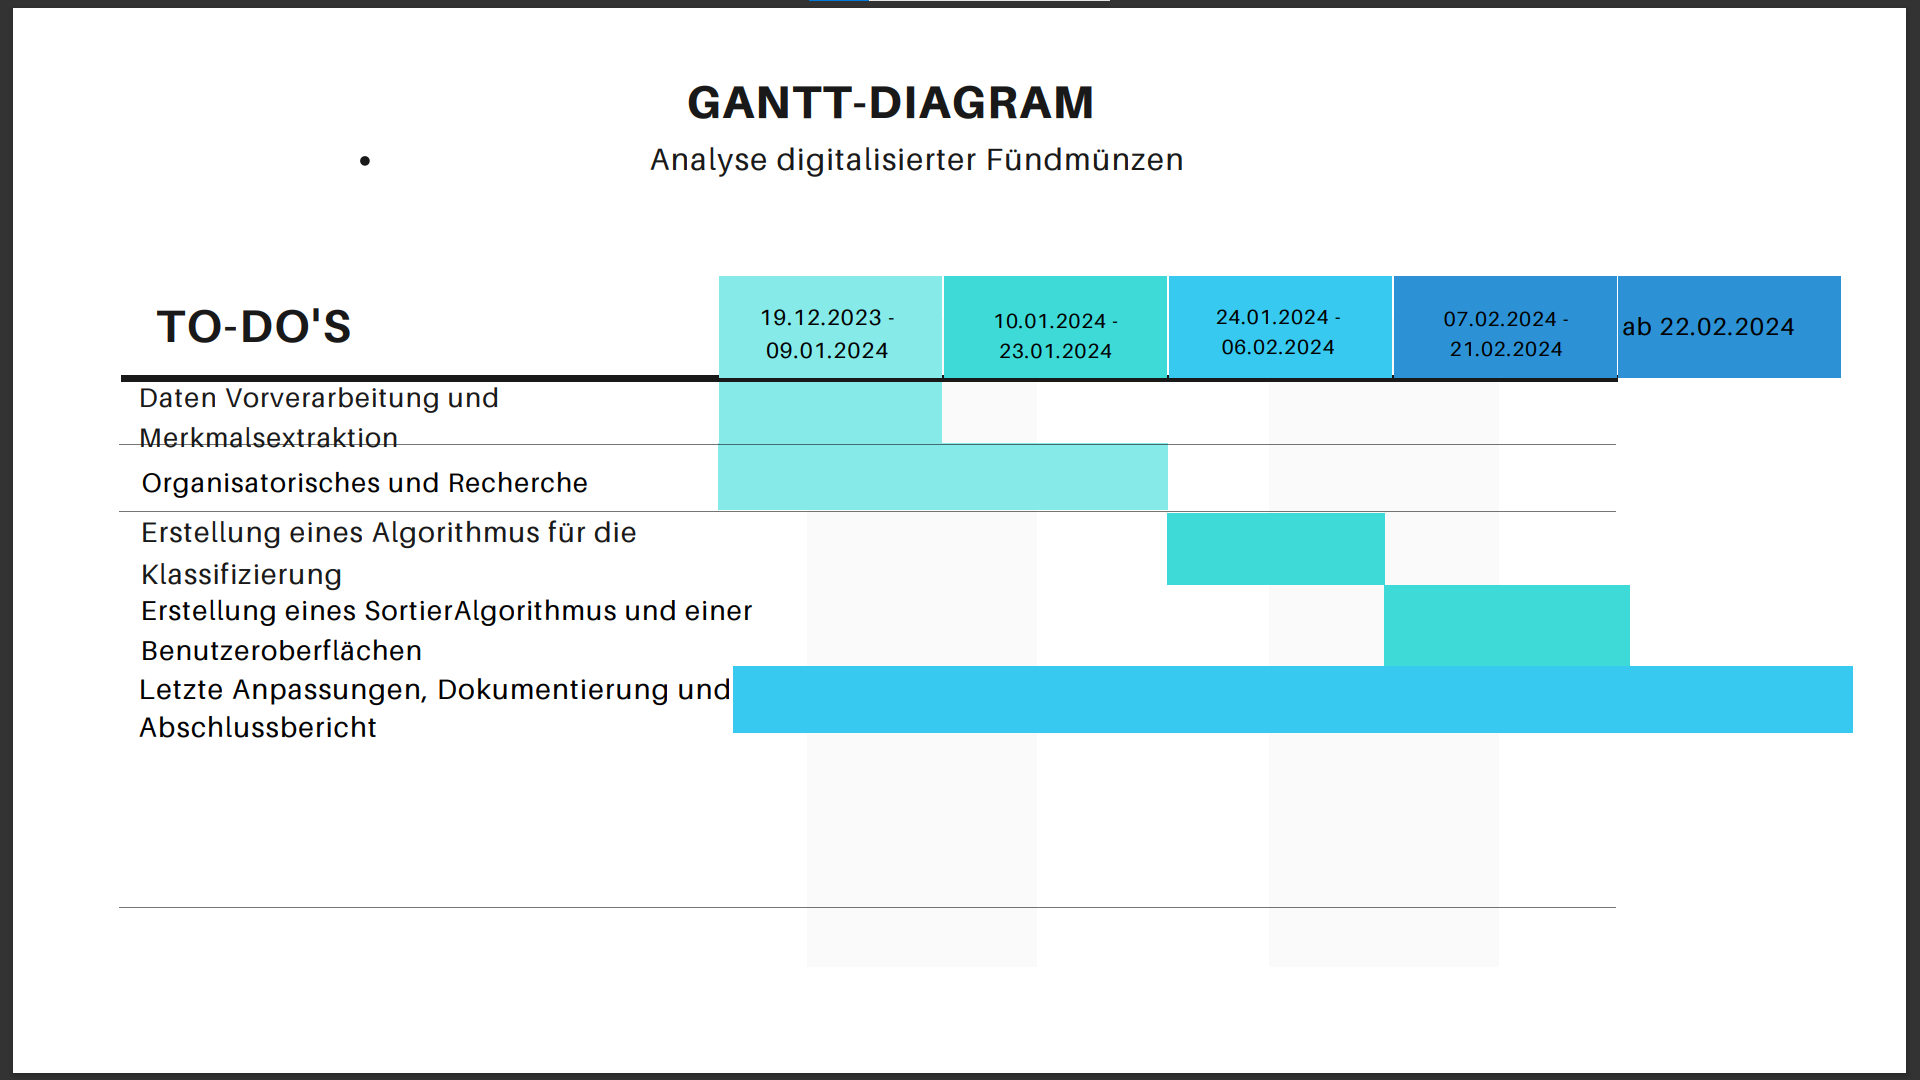 GANTT-DIAGRAM
• Analyse digitalisierter Fündmünzen
TO-DO'S
19.12.2023 -
09.01.2024
10.01.2024 -
23.01.2024
24.01.2024 -
06.02.2024
07.02.2024 -
21.02.2024
ab 22.02.2024
Daten Vorverarbeitung und
Merkmalsextraktion
Organisatorisches und Recherche
Erstellung eines Algorithmus für die
Klassifizierung
Erstellung eines SortierAlgorithmus und einer
Benutzeroberflächen
Letzte Anpassungen, Dokumentierung und
Abschlussbericht